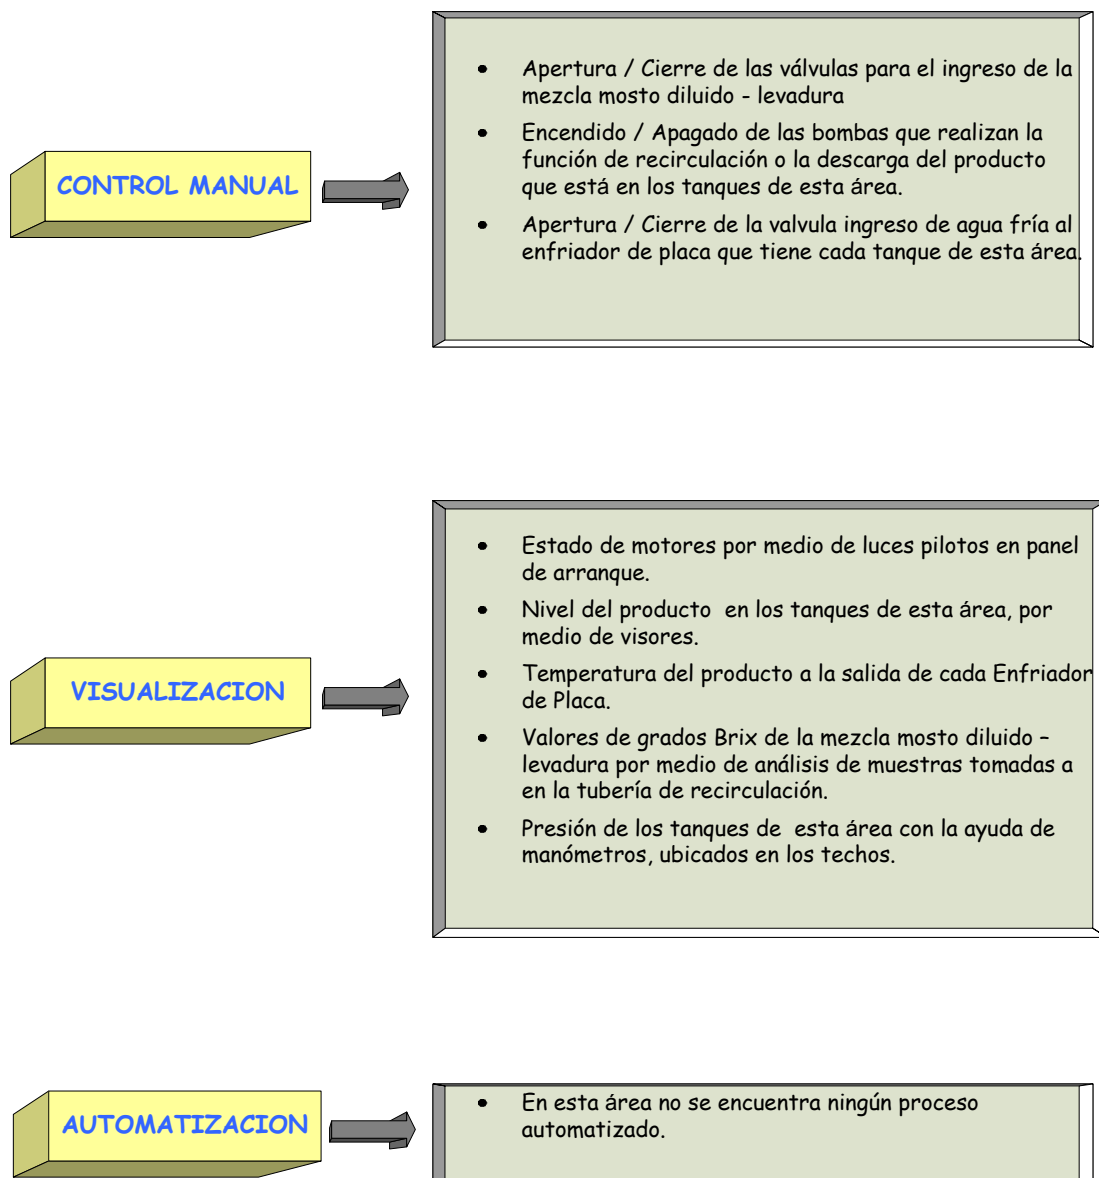 • Apertura / Cierre de las válvulas para el ingreso de la
mezcla mosto diluido - levadura
• Encendido / Apagado de las bombas que realizan la
función de recirculación o la descarga del producto
que está en los tanques de esta área.
• Apertura / Cierre de la valvula ingreso de agua fría al
enfriador de placa que tiene cada tanque de esta área.
CONTROL MANUAL
• Estado de motores por medio de luces pilotos en panel
de arranque.
• Nivel del producto en los tanques de esta área, por
medio de visores.
• Temperatura del producto a la salida de cada Enfriador
de Placa.
• Valores de grados Brix de la mezcla mosto diluido –
levadura por medio de análisis de muestras tomadas a
en la tubería de recirculación.
• Presión de los tanques de esta área con la ayuda de
manómetros, ubicados en los techos.
VISUALIZACION
• En esta área no se encuentra ningún proceso
automatizado.
AUTOMATIZACION